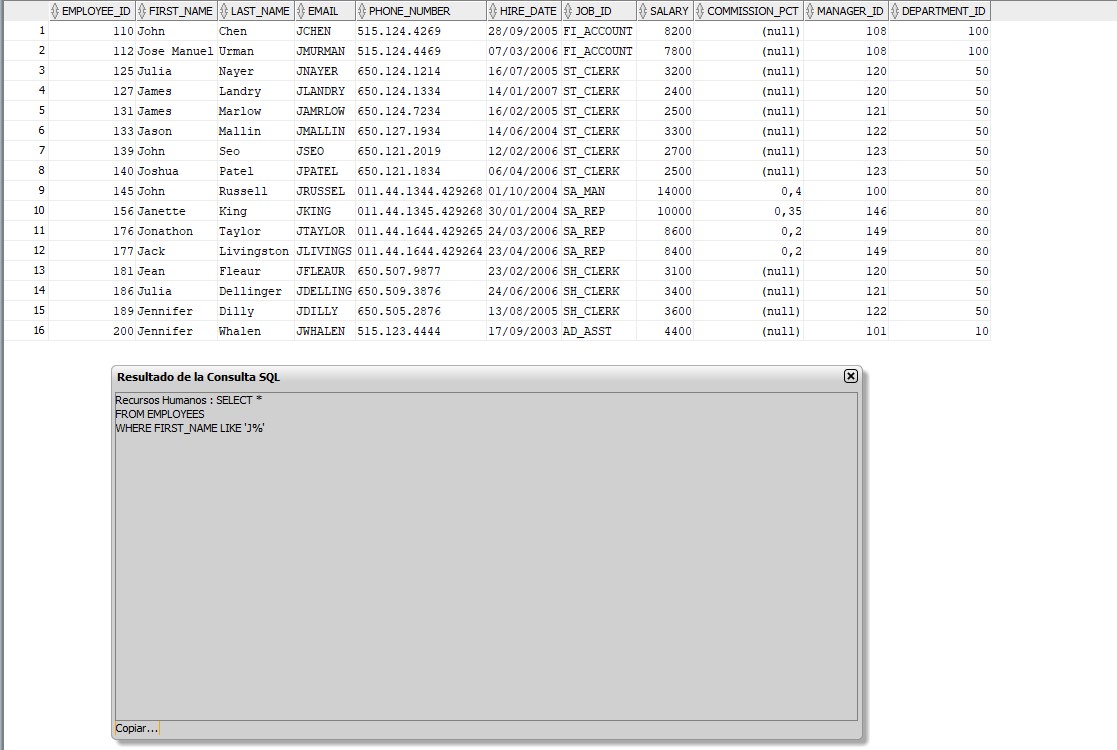 EMPLOYEE_ID FIRST_NAME LAST_NAME EMAIL PHONE_NUMBER HIRE_DATE JOB_ID SALARY COMMISSION_PCT MANAGER_ID DEPARTMENT_ID
1 110 John Chen JCHEN 515.124.4269 28/09/2005 FI_ACCOUNT 8200 (null) 108 100
2 112 Jose Manuel Urman JMURMAN 515.124.4469 07/03/2006 FI_ACCOUNT 7800 (null) 108 100
3 125 Julia Nayer JNAYER 650.124.1214 16/07/2005 ST_CLERK 3200 (null) 120 50
4 127 James Landry JLANDRY 650.124.1334 14/01/2007 ST_CLERK 2400 (null) 120 50
5 131 James Marlow JAMRLOW 650.124.7234 16/02/2005 ST_CLERK 2500 (null) 121 50
6 133 Jason Mallin JMALLIN 650.127.1934 14/06/2004 ST_CLERK 3300 (null) 122 50
7 139 John Seo JSEO 650.121.2019 12/02/2006 ST_CLERK 2700 (null) 123 50
8 140 Joshua Patel JPATEL 650.121.1834 06/04/2006 ST_CLERK 2500 (null) 123 50
9 145 John Russell JRUSSEL 011.44.1344.429268 01/10/2004 SA_MAN 14000 0,4 100 80
10 156 Janette King JKING 011.44.1345.429268 30/01/2004 SA_REP 10000 0,35 146 80
11 176 Jonathon Taylor JTAYLOR 011.44.1644.429265 24/03/2006 SA_REP 8600 0,2 149 80
12 177 Jack Livingston JLIVINGS 011.44.1644.429264 23/04/2006 SA_REP 8400 0,2 149 80
13 181 Jean Fleaur JFLEAUR 650.507.9877 23/02/2006 SH_CLERK 3100 (null) 120 50
14 186 Julia Dellinger JDELLING 650.509.3876 24/06/2006 SH_CLERK 3400 (null) 121 50
15 189 Jennifer Dilly JDILLY 650.505.2876 13/08/2005 SH_CLERK 3600 (null) 122 50
16 200 Jennifer Whalen JWHALEN 515.123.4444 17/09/2003 AD_ASST 4400 (null) 101 10
Resultado de la Consulta SQL
Recursos Humanos : SELECT *
FROM EMPLOYEES
WHERE FIRST_NAME LIKE 'J%'
Copiar...